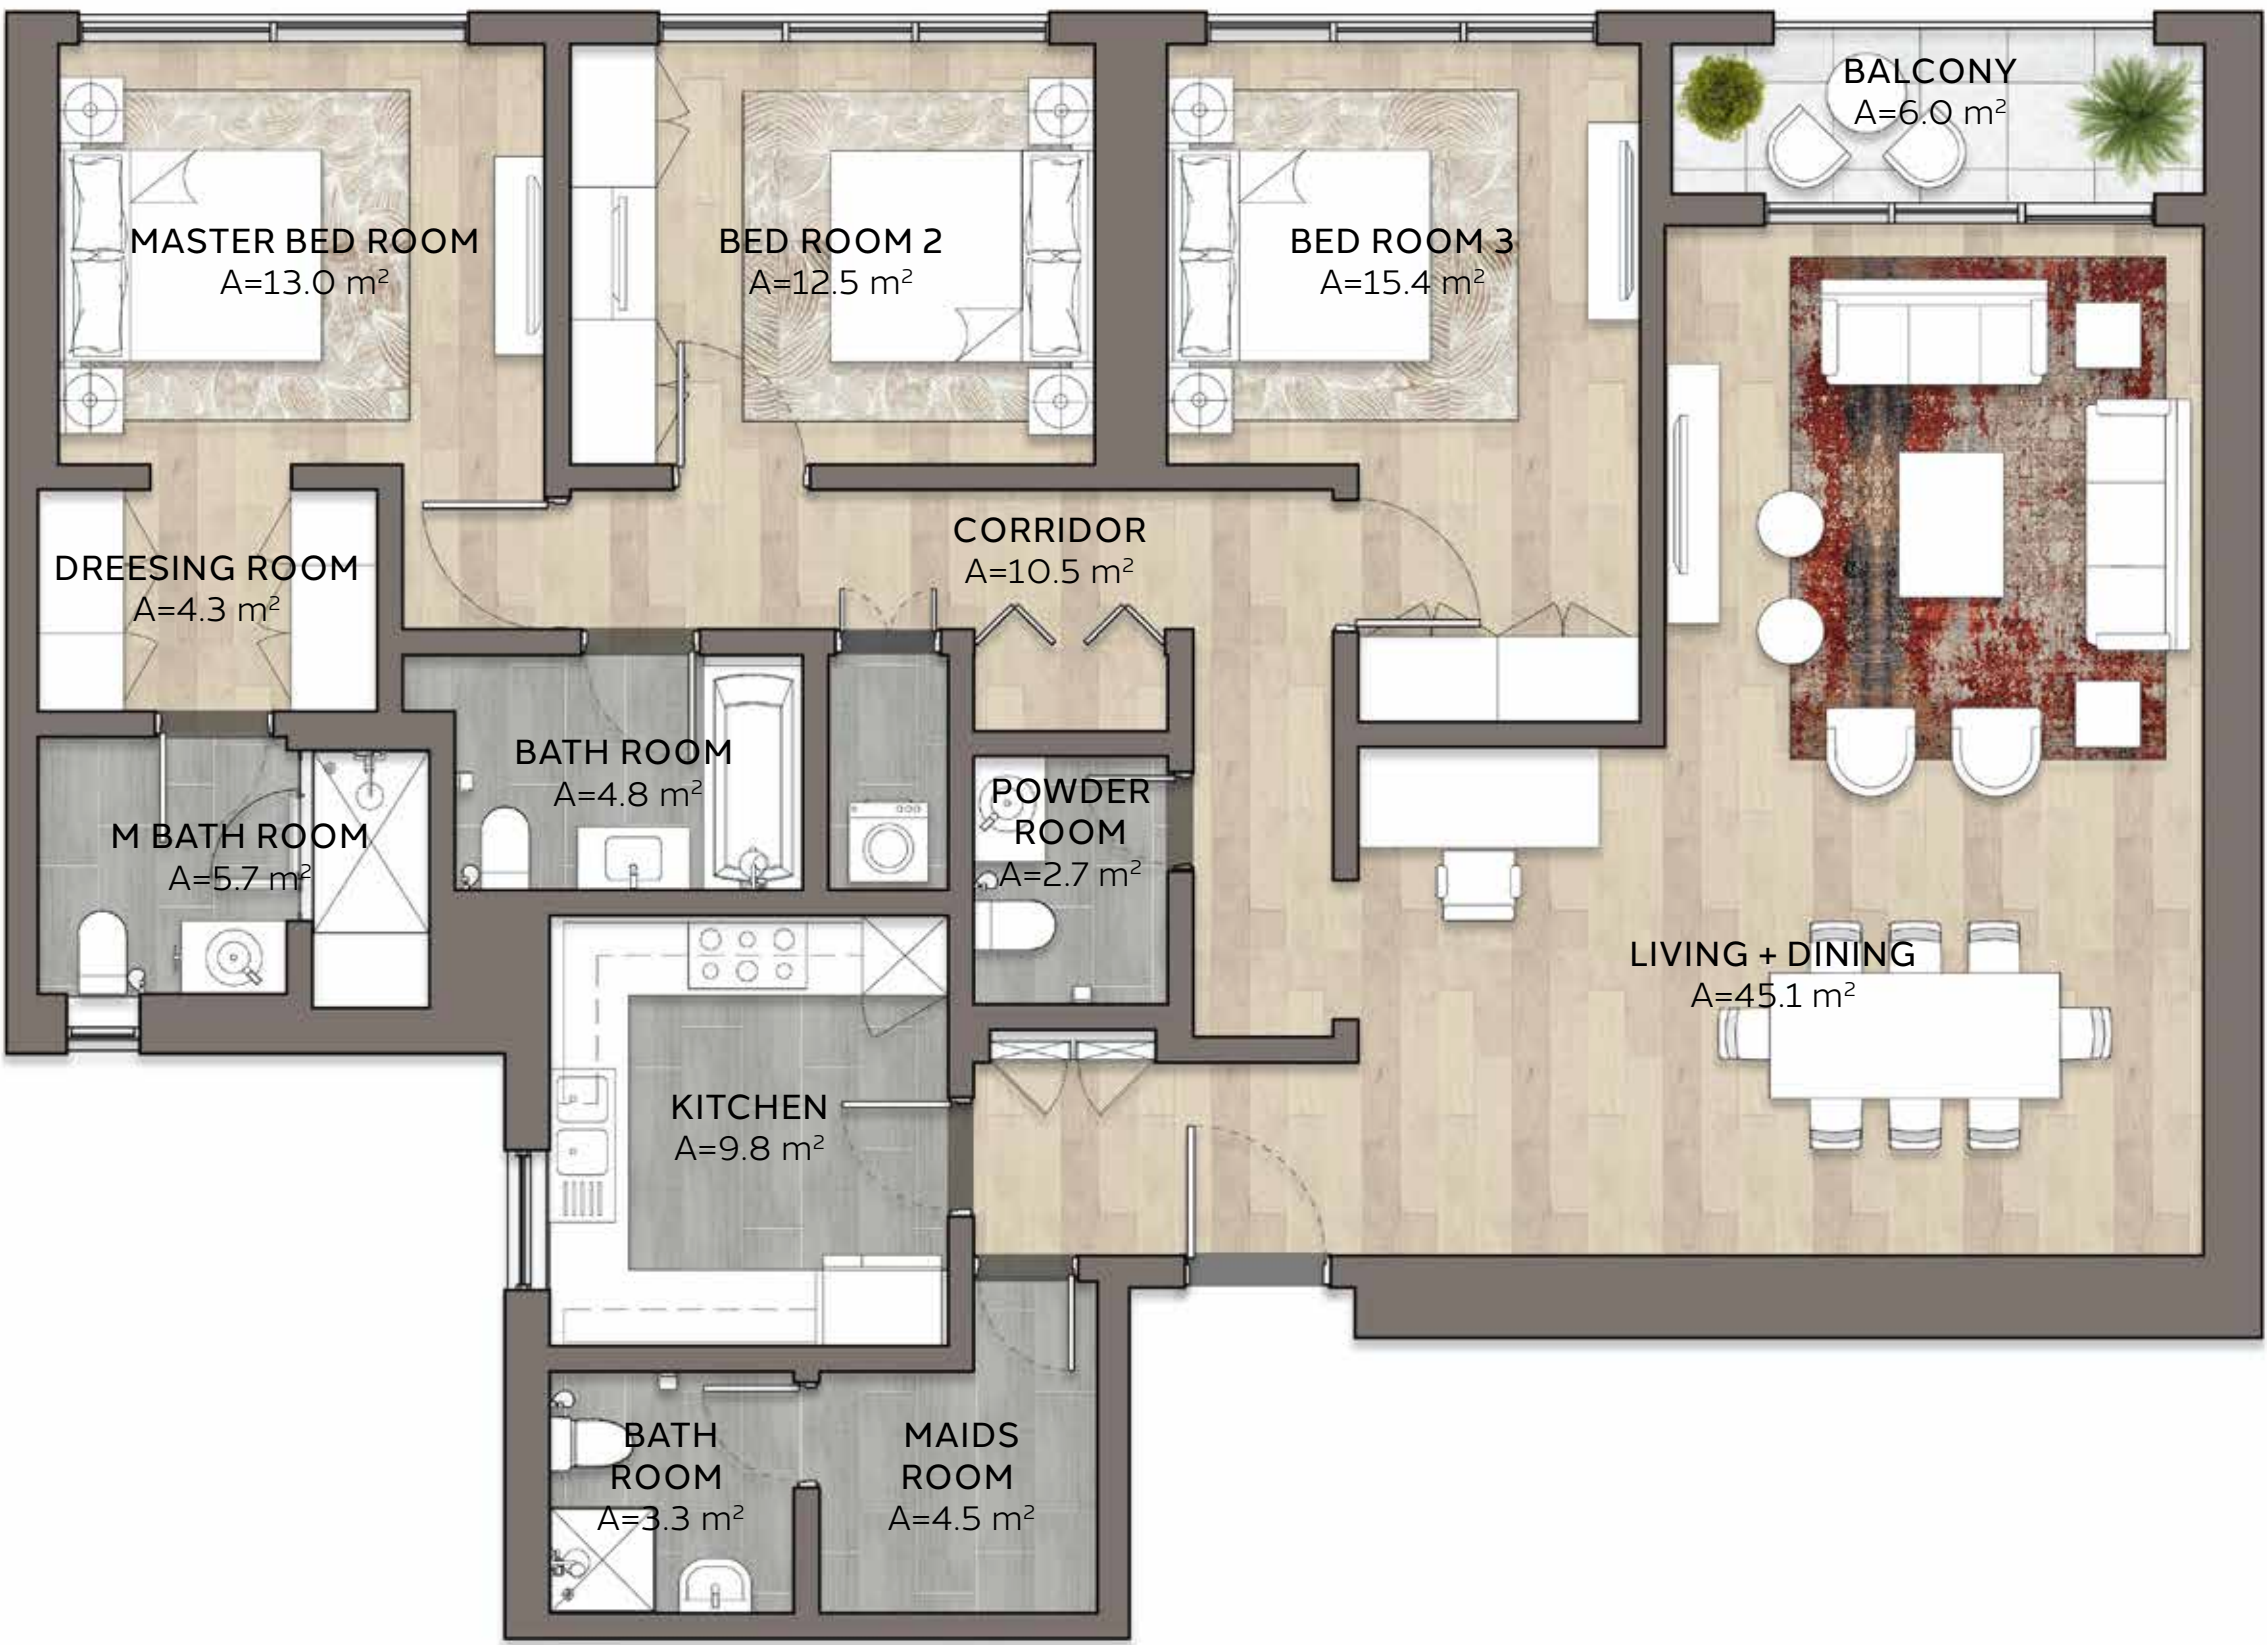 BALCONY
A=6.0 m²
MASTER BED ROOM
A=13.0 m²
BED ROOM 2
A=12.5 m²
BED ROOM 3
A=15.4 m²
CORRIDOR
A=10.5 m²
DREESING ROOM
A=4.3 m²
BATH ROOM
A=4.8 m²
POWDER
ROOM
A=2.7 m²
M BATH ROOM
A=5.7 m²
LIVING + DINING
A=45.1 m²
KITCHEN
A=9.8 m²
BATH
ROOM
A=3.3 m²
MAIDS
ROOM
A=4.5 m²